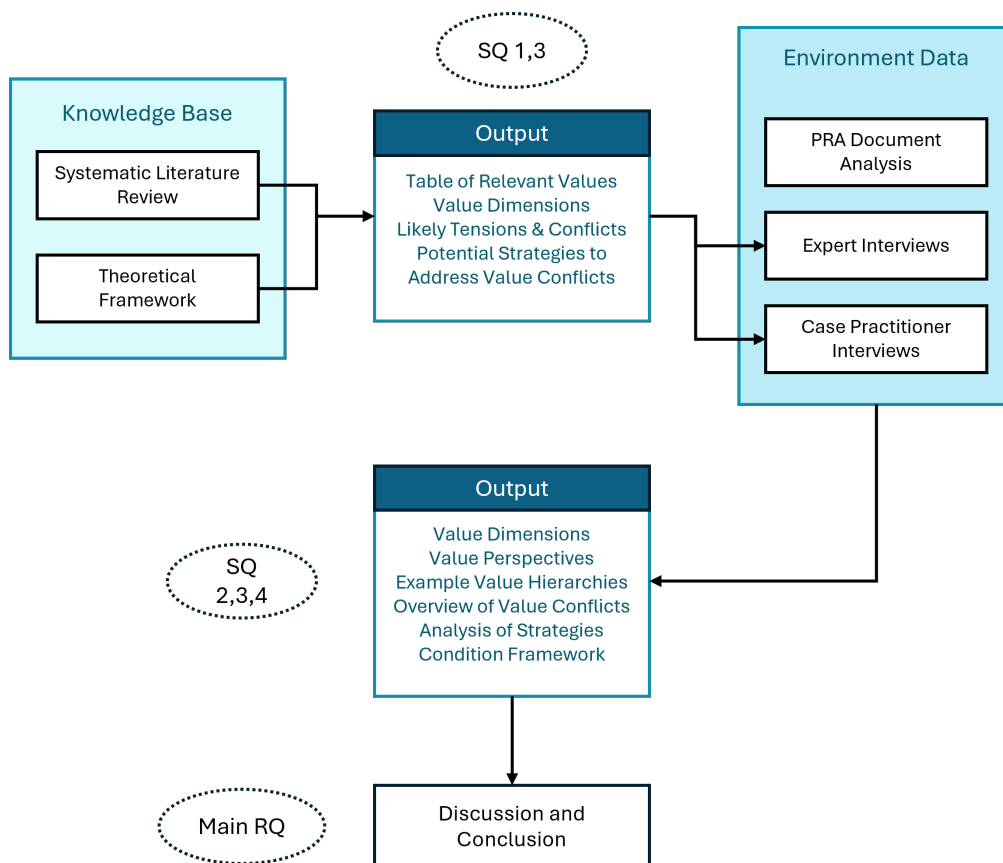 SQ 1,3
Knowledge Base
Systematic Literature
Review
Theoretical
Framework
Output
Table of Relevant Values
Value Dimensions
Likely Tensions & Conflicts
Potential Strategies to
Address Value Conflicts
Environment Data
PRA Document
Analysis
Expert Interviews
Case Practitioner
Interviews
SQ
2,3,4
Output
Value Dimensions
Value Perspectives
Example Value Hierarchies
Overview of Value Conflicts
Analysis of Strategies
Condition Framework
Main RQ
Discussion and
Conclusion